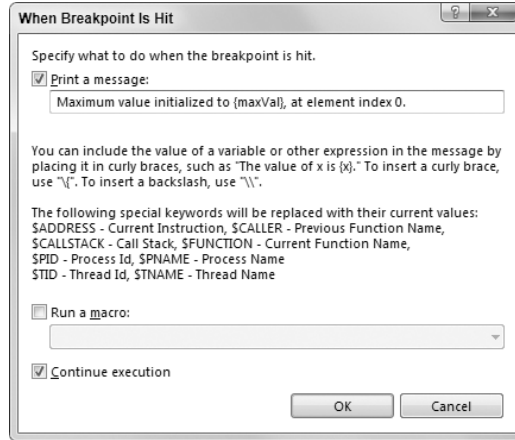 When Breakpoint Is Hit
Specify what to do when the breakpoint is hit.
Print a message:
Maximum value initialized to {maxVal}, at element index 0.
You can include the value of a variable or other expression in the message by
placing it in curly braces, such as "The value of x is {x}." To insert a curly brace,
use "\{". To insert a backslash, use "\\".
The following special keywords will be replaced with their current values:
$ADDRESS - Current Instruction, $CALLER - Previous Function Name,
$CALLSTACK - Call Stack, $FUNCTION - Current Function Name,
$PID - Process Id, $PNAME - Process Name
$TID - Thread Id, $TNAME - Thread Name
Run a macro:
Continue execution
OK Cancel